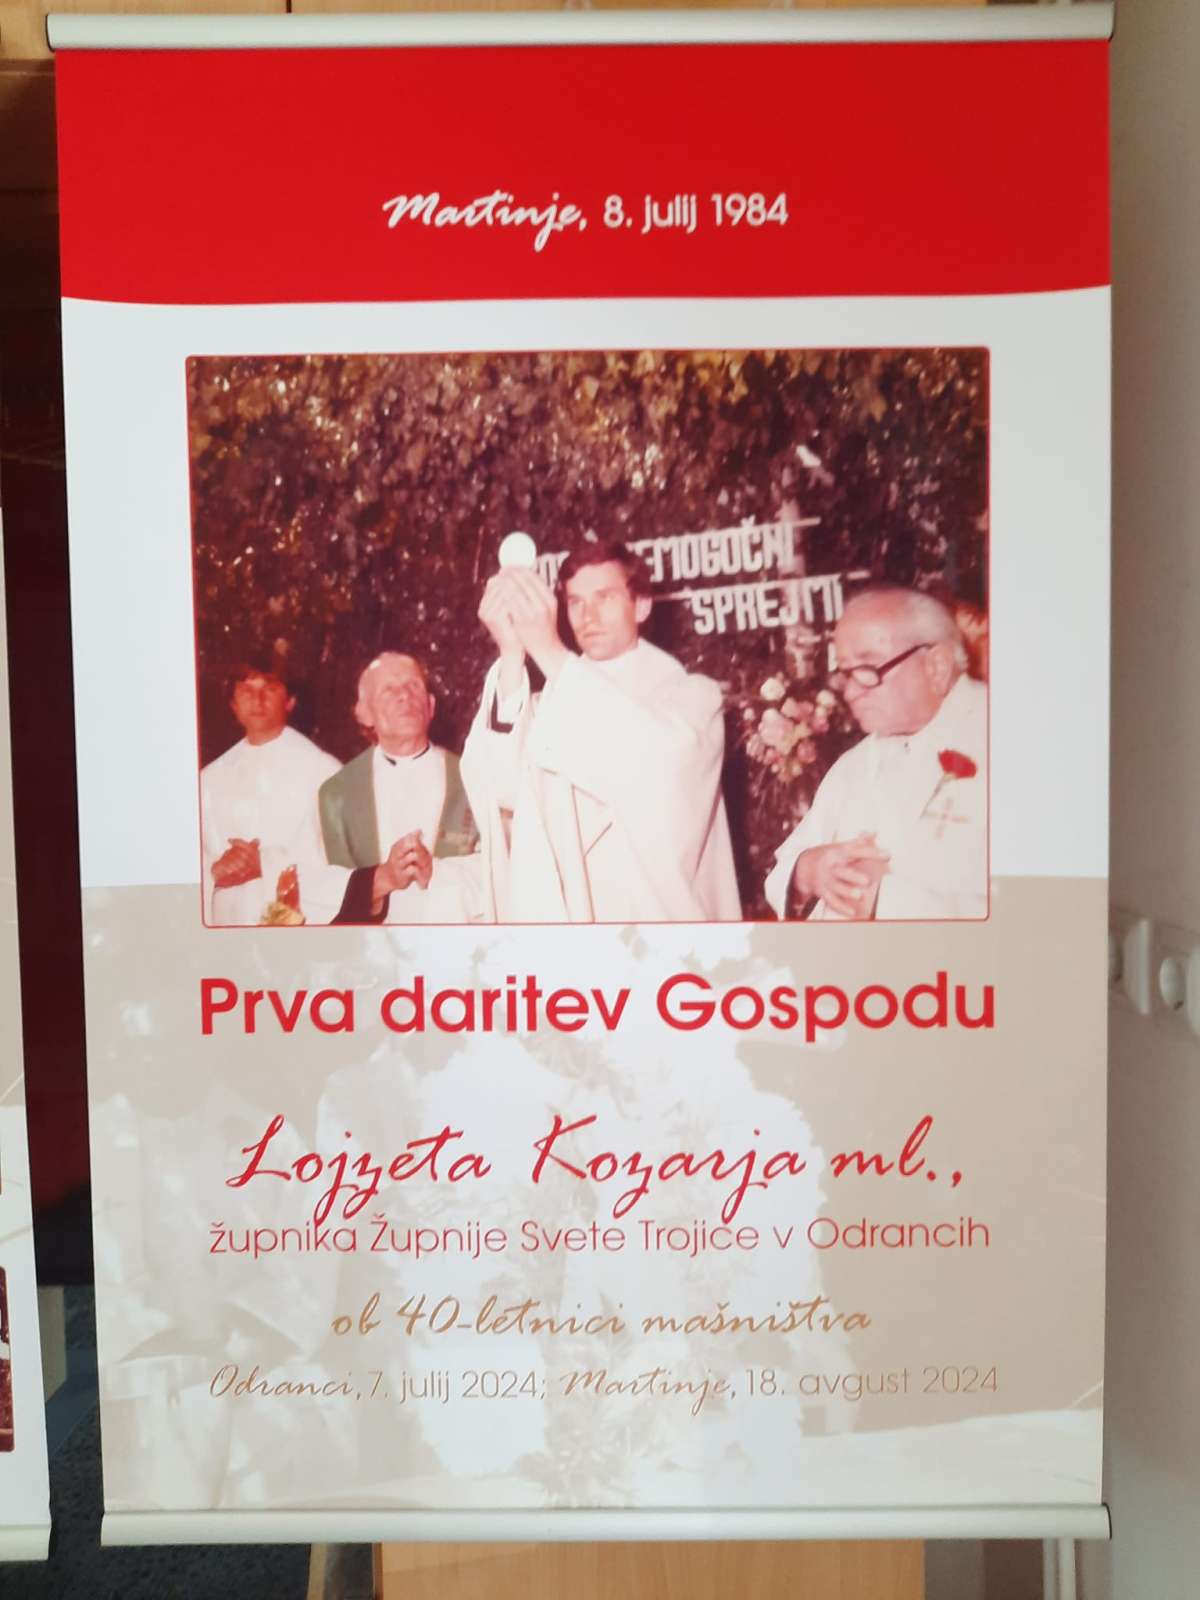 Martinje, 8. julij 1984
EMOGOČNI
SPREJMI
Prva daritev Gospodu
Lojzeta Kozarja ml.,
župnika Župnije Svete Trojice v Odrancih
ob 40-letnici mašništva
Odranci, 7. julij 2024; Martinje, 18. avgust 2024